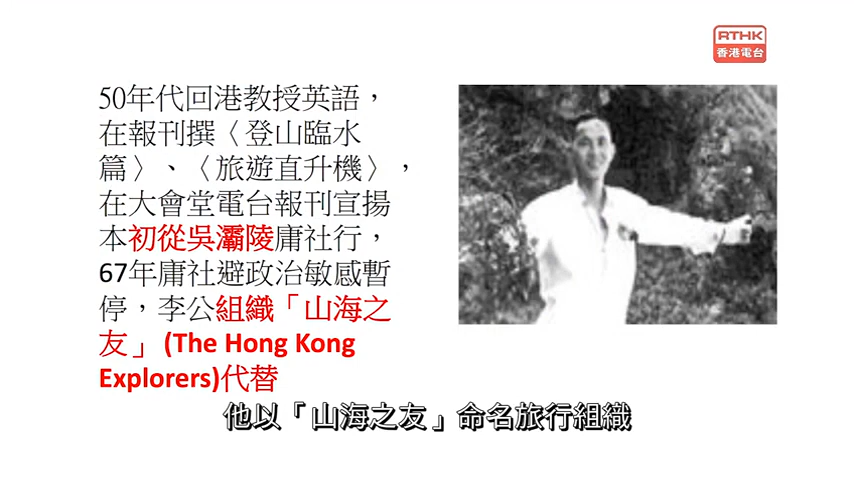 RTHK
香港電台
50年代回港教授英語，
在報刊撰〈登山臨水
篇〉、〈旅遊直升機〉，
在大會堂電台報刊宣揚
本初從吳灞陵庸社行，
67年庸社避政治敏感暫
停，李公組織「山海之
友」(The Hong Kong
Explorers)代替
他以「山海之友」命名旅行組織